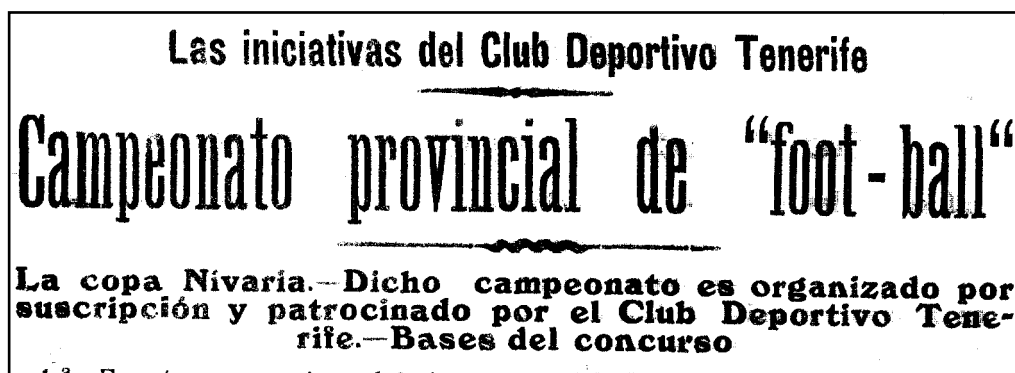 Las iniciativas del Club Deportivo Tenerife
Campeonato provincial de “foot-ball“
La copa Nivaria.—Dicho campeonato es organizado por
suscripción y patrocinado por el Club Deportivo Tene-
rife.—Bases del concurso